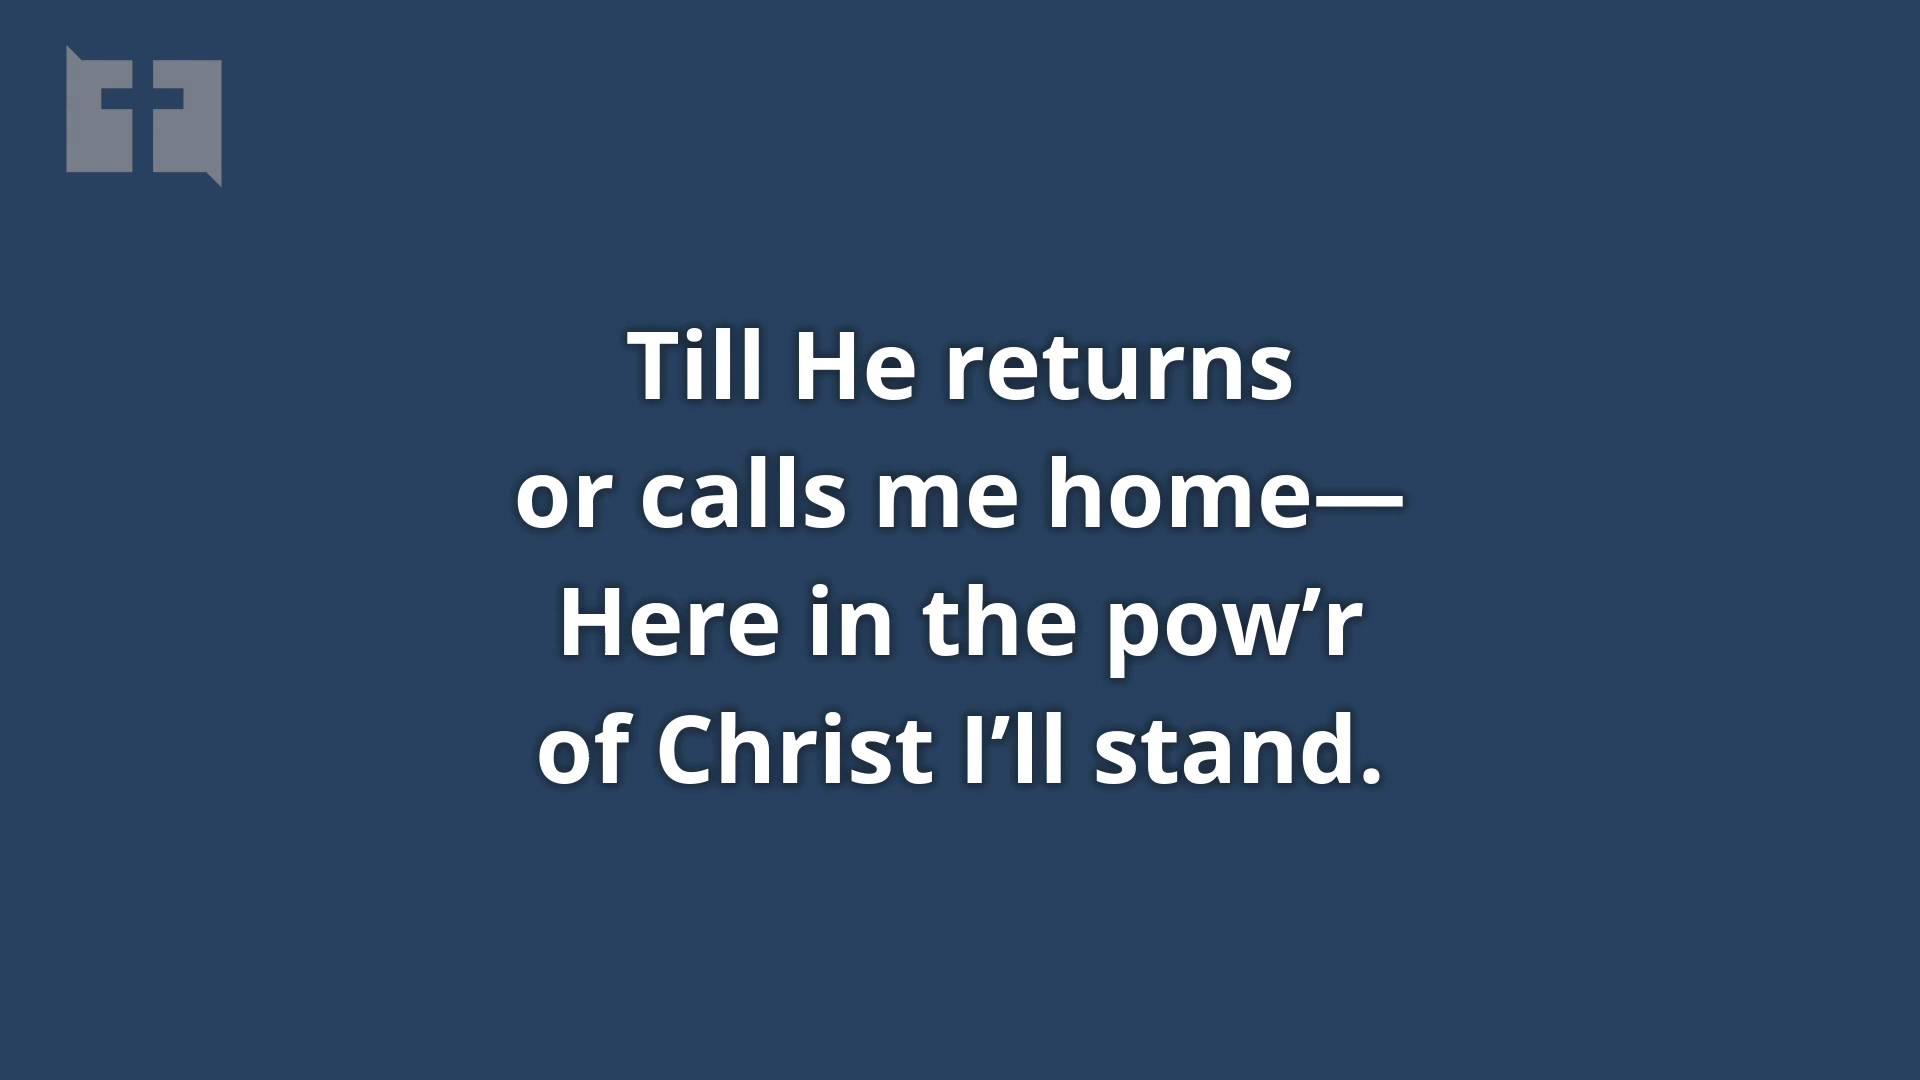 Till He returns
or calls me home—
Here in the pow’r
of Christ I’ll stand.